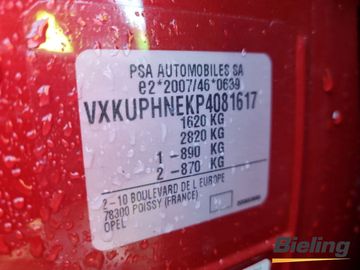 PSA AUTOMOBILES SA
e2*2007/46*0639
VXKUPHNEKP4081617
1620 KG
2820 KG
1 -890 KG
2 -870 KG
2-10 BOULEVARD DE L EUROPE
78300 POISSY (FRANCE)
OPEL
Bieling